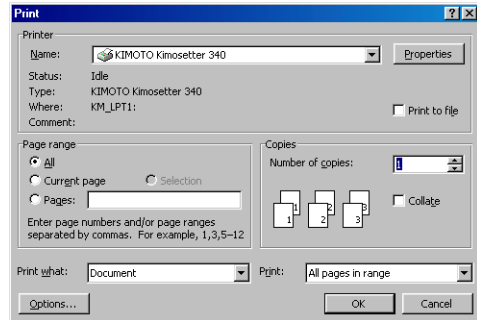 Print
Printer
Name: KIMOTO Kimosetter 340 Properties
Status: Idle
Type: KIMOTO Kimosetter 340
Where: KM_LPT1:
Comment:
Print to file
Page range
All
Current page Selection
Pages:
Enter page numbers and/or page ranges
separated by commas. For example, 1,3,5–12
Copies
Number of copies: 1
1 1 2 2 3 3
Collate
Print what: Document Print: All pages in range
Options... OK Cancel